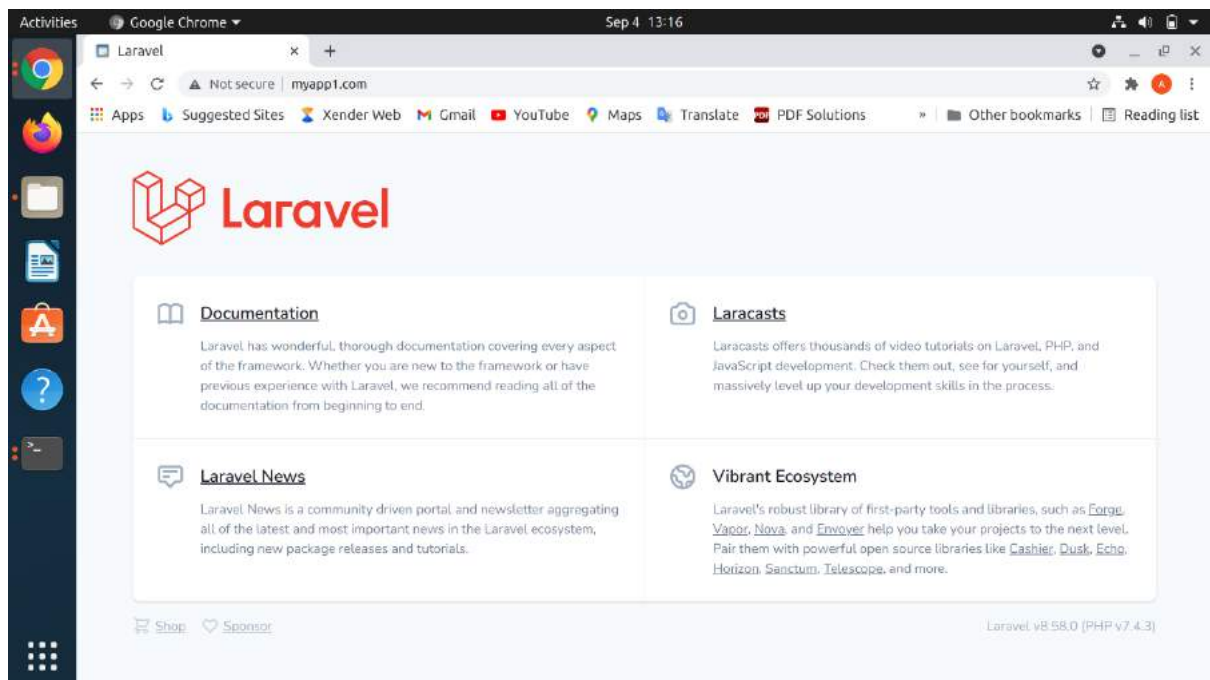 Activities Google Chrome Sep 4 13:16
Laravel × +
Not secure myapp1.com
Apps Suggested Sites Xender Web Gmail YouTube Maps Translate PDF Solutions » Other bookmarks Reading list
Laravel
Documentation
Laravel has wonderful, thorough documentation covering every aspect
of the framework. Whether you are new to the framework or have
previous experience with Laravel, we recommend reading all of the
documentation from beginning to end.
Laracasts
Laracasts offers thousands of video tutorials on Laravel, PHP, and
JavaScript development. Check them out, see for yourself, and
massively level up your development skills in the process.
Laravel News
Laravel News is a community driven portal and newsletter aggregating
all of the latest and most important news in the Laravel ecosystem,
including new package releases and tutorials.
Vibrant Ecosystem
Laravel's robust library of first-party tools and libraries, such as Forge,
Vapor, Nova, and Envoyer help you take your projects to the next level.
Pair them with powerful open source libraries like Cashier, Dusk, Echo,
Horizon, Sanctum, Telescope, and more.
Shop Sponsor
Laravel v8.58.0 (PHP v7.4.3)